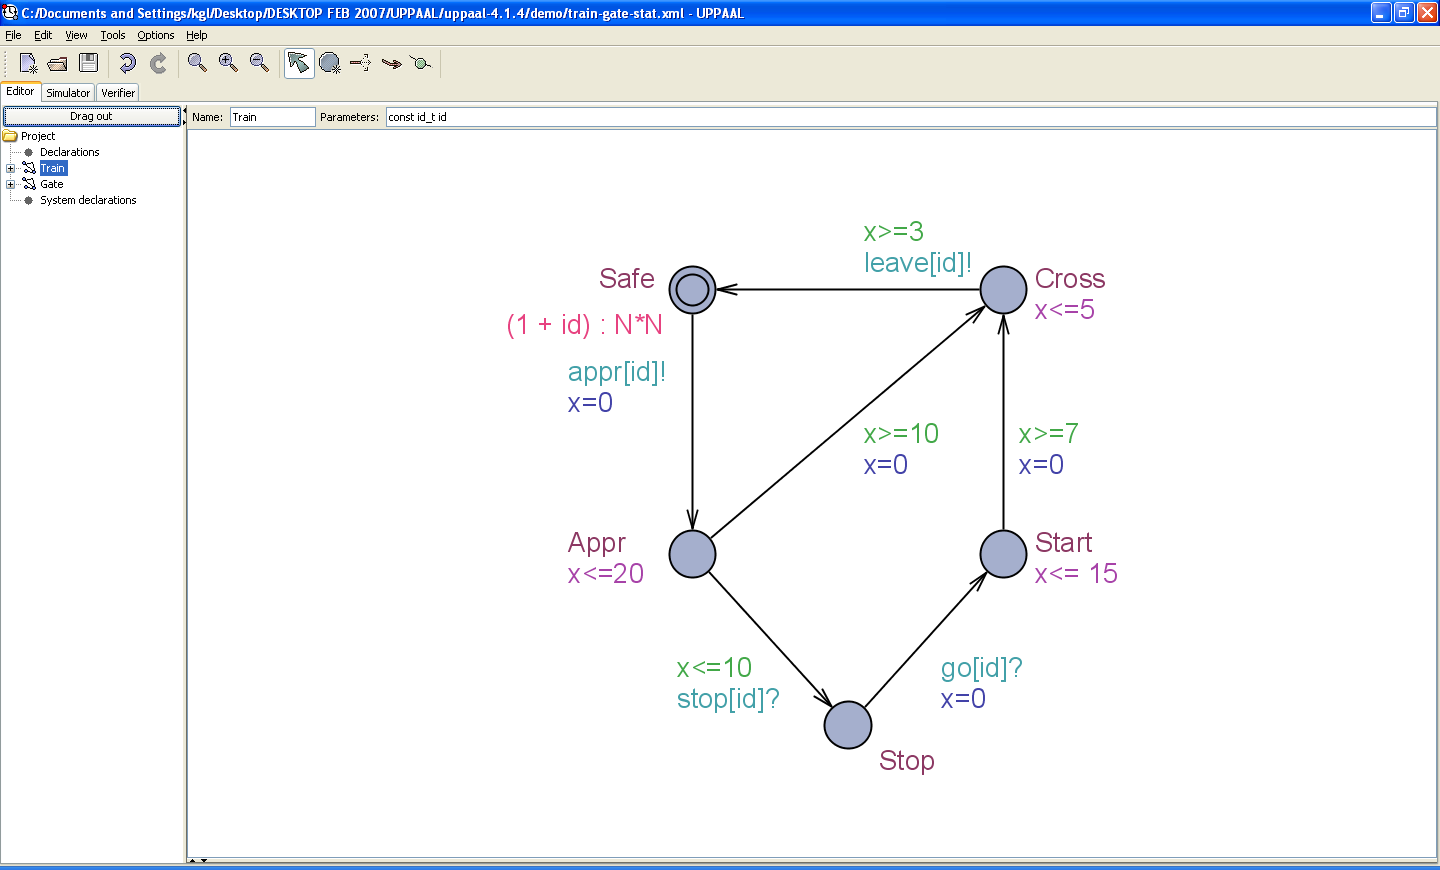 C:/Documents and Settings/kgl/Desktop/DESKTOP FEB 2007/UPPAAL/uppaal-4.1.4/demo/train-gate-stat.xml - UPPAAL
File Edit View Tools Options Help
Editor Simulator Verifier
Drag out
Name: Train Parameters: const id_t id
Project
Declarations
Train
Gate
System declarations
x>=3
leave[id]!
Safe
Cross
x<=5
(1 + id) : N*N
appr[id]!
x=0
x>=10
x=0
x>=7
x=0
Appr
x<=20
Start
x<= 15
x<=10
stop[id]?
go[id]?
x=0
Stop